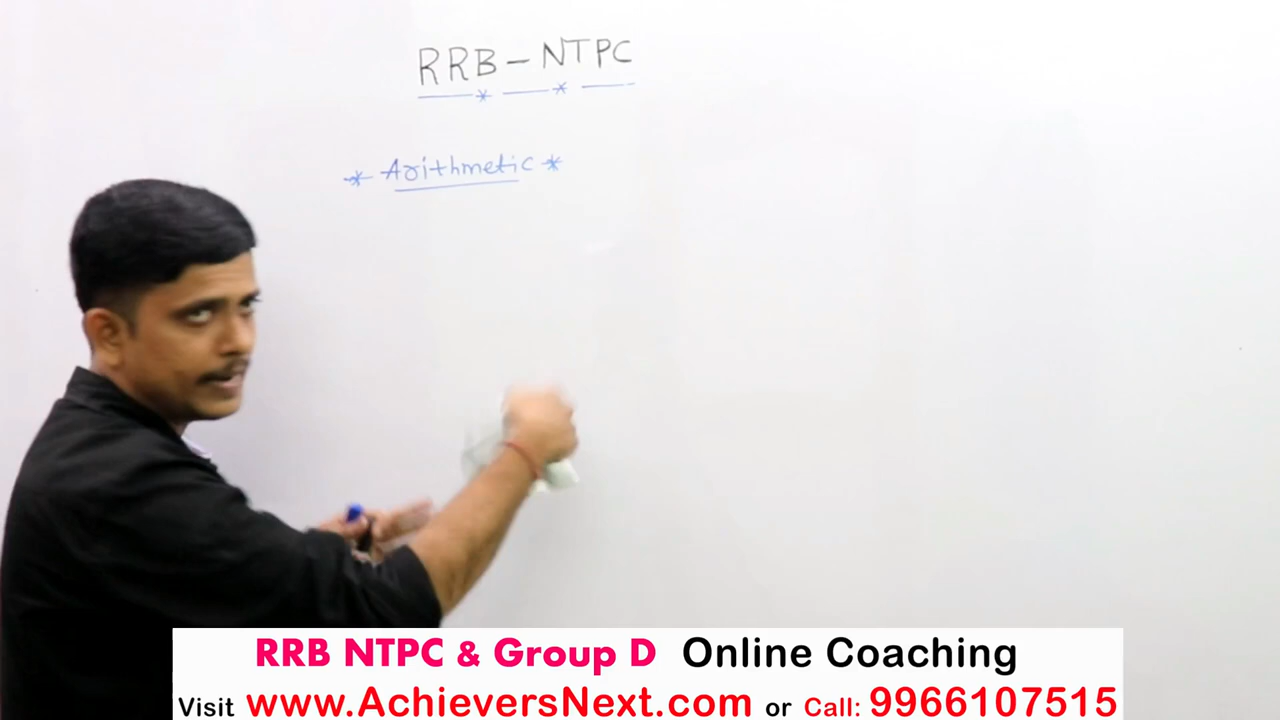 RRB - NTPC
* Arithmetic *
RRB NTPC & Group D Online Coaching
Visit www.AchieversNext.com or Call: 9966107515